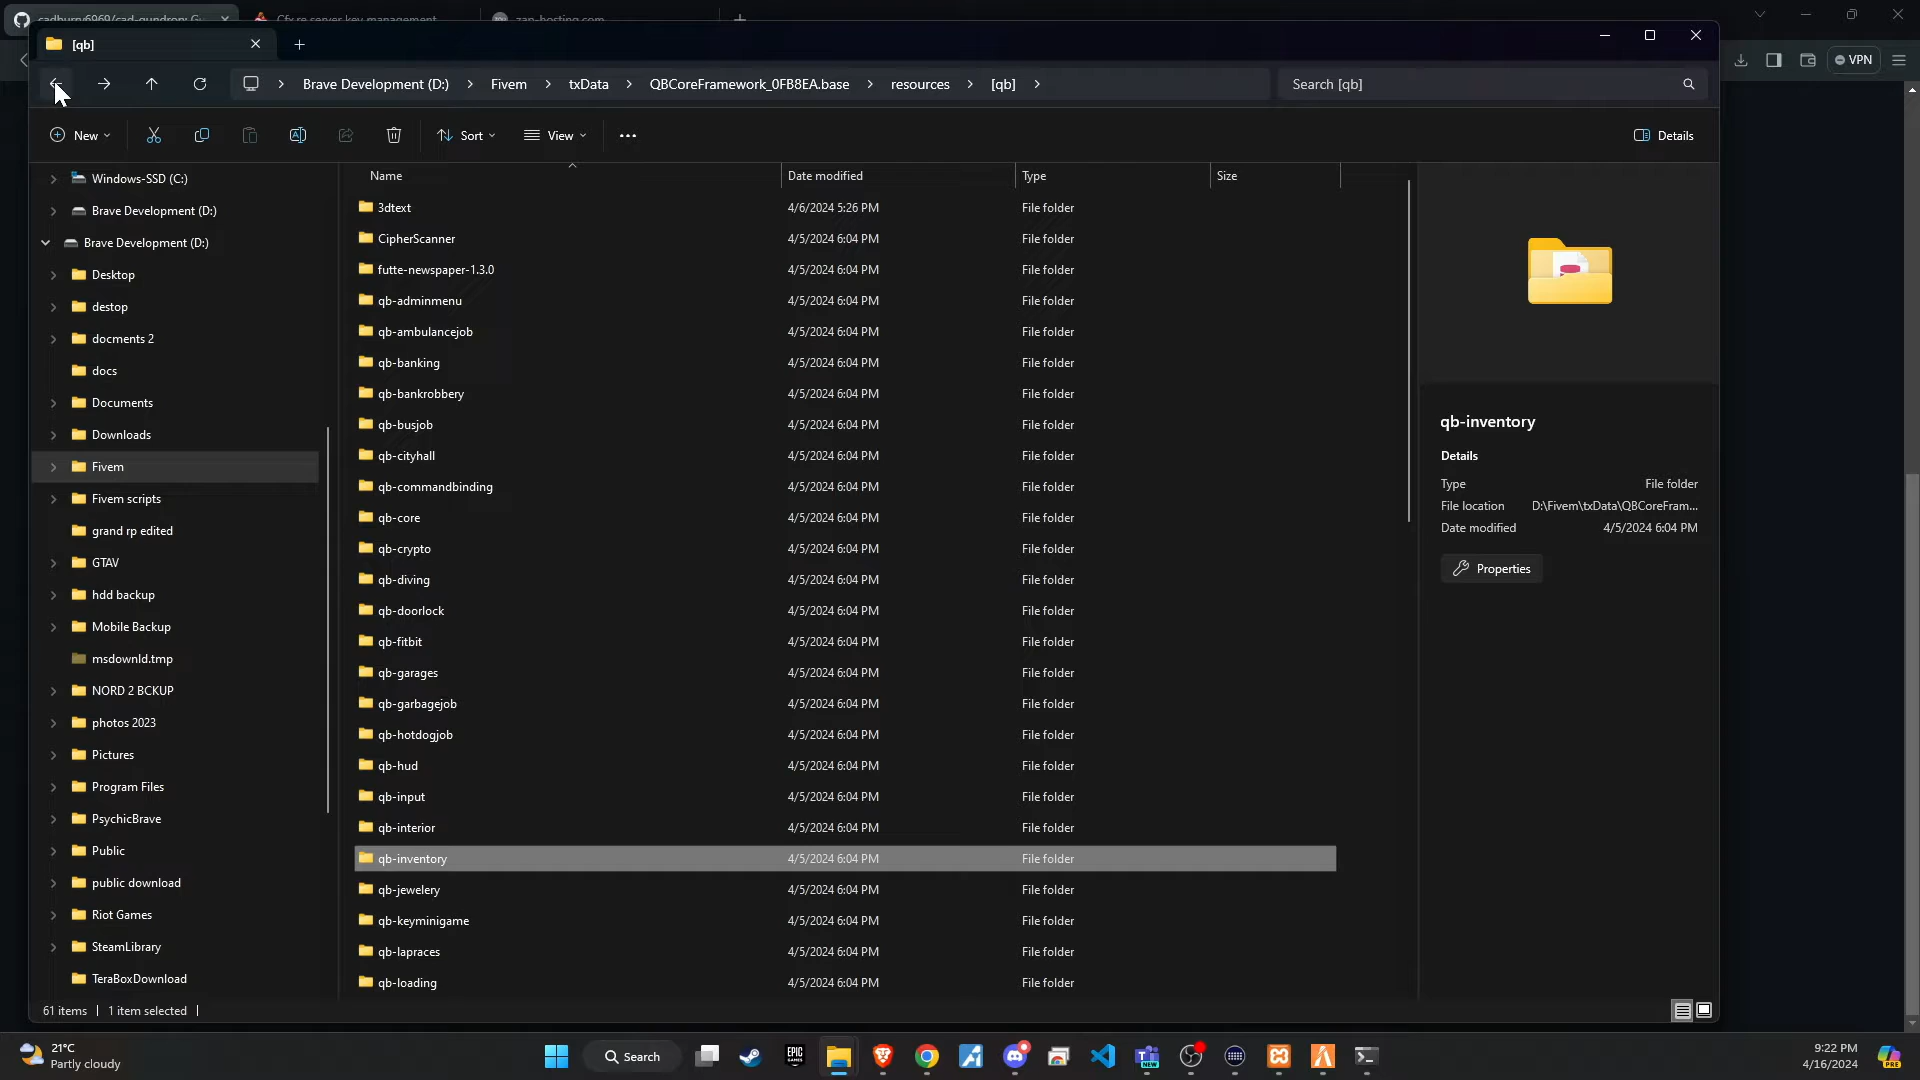 cadburry6969/cad-gundrop: Gu
Cfx.re server key management
zap-hosting.com
[qb]
Brave Development (D:) Fivem txData QBCoreFramework_0FB8EA.base resources [qb]
Search [qb]
VPN
New
Sort
View
Details
Windows-SSD (C:)
Brave Development (D:)
Brave Development (D:)
Desktop
destop
docments 2
docs
Documents
Downloads
Fivem
Fivem scripts
grand rp edited
GTAV
hdd backup
Mobile Backup
msdownld.tmp
NORD 2 BCKUP
photos 2023
Pictures
Program Files
PsychicBrave
Public
public download
Riot Games
SteamLibrary
TeraBoxDownload
Name Date modified Type Size
3dtext 4/6/2024 5:26 PM File folder
CipherScanner 4/5/2024 6:04 PM File folder
futte-newspaper-1.3.0 4/5/2024 6:04 PM File folder
qb-adminmenu 4/5/2024 6:04 PM File folder
qb-ambulancejob 4/5/2024 6:04 PM File folder
qb-banking 4/5/2024 6:04 PM File folder
qb-bankrobbery 4/5/2024 6:04 PM File folder
qb-busjob 4/5/2024 6:04 PM File folder
qb-cityhall 4/5/2024 6:04 PM File folder
qb-commandbinding 4/5/2024 6:04 PM File folder
qb-core 4/5/2024 6:04 PM File folder
qb-crypto 4/5/2024 6:04 PM File folder
qb-diving 4/5/2024 6:04 PM File folder
qb-doorlock 4/5/2024 6:04 PM File folder
qb-fitbit 4/5/2024 6:04 PM File folder
qb-garages 4/5/2024 6:04 PM File folder
qb-garbagejob 4/5/2024 6:04 PM File folder
qb-hotdogjob 4/5/2024 6:04 PM File folder
qb-hud 4/5/2024 6:04 PM File folder
qb-input 4/5/2024 6:04 PM File folder
qb-interior 4/5/2024 6:04 PM File folder
qb-inventory 4/5/2024 6:04 PM File folder
qb-jewelery 4/5/2024 6:04 PM File folder
qb-keyminigame 4/5/2024 6:04 PM File folder
qb-lapraces 4/5/2024 6:04 PM File folder
qb-loading 4/5/2024 6:04 PM File folder
qb-inventory
Details
Type File folder
File location D:\Fivem\txData\QBCoreFram...
Date modified 4/5/2024 6:04 PM
Properties
61 items 1 item selected
21°C
Partly cloudy
Search
EPIC
GAMES
NEW
9:22 PM
4/16/2024
PRE